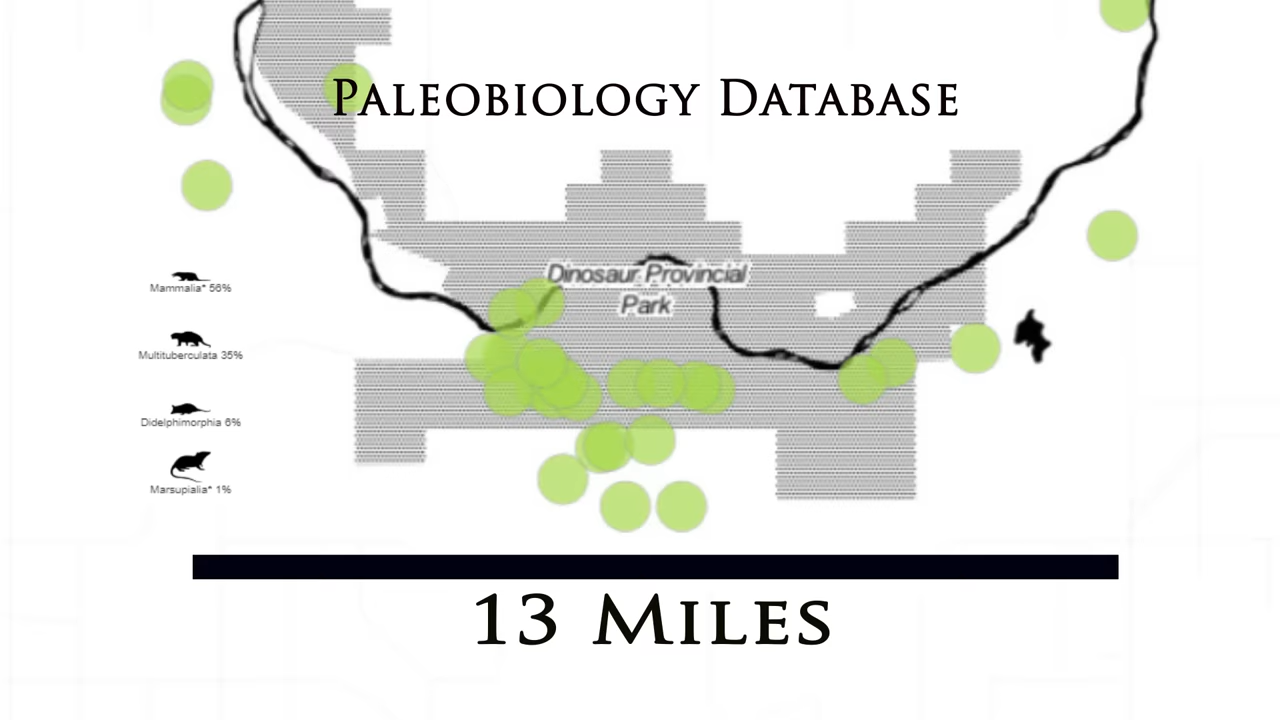 Paleobiology Database
Dinosaur Provincial
Park
Mammalia* 56%
Multituberculata 35%
Didelphimorphia 6%
Marsupialia* 1%
13 Miles